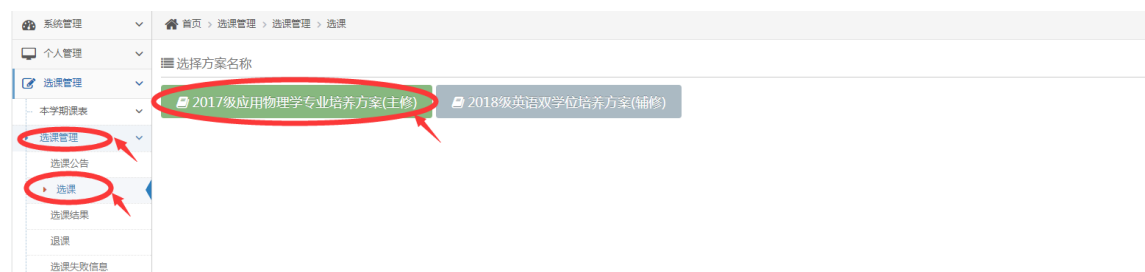 系统管理
个人管理
选课管理
本学期课表
选课管理
选课公告
选课
选课结果
退课
选课失败信息
首页 > 选课管理 > 选课管理 > 选课
选择方案名称
2017级应用物理学专业培养方案(主修)
2018级英语双学位培养方案(辅修)